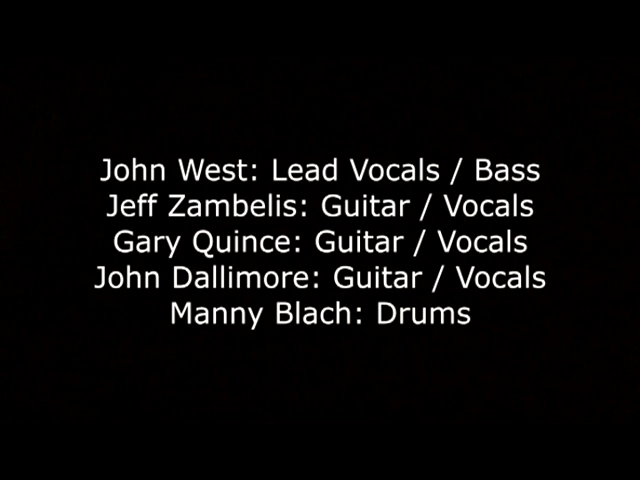 John West: Lead Vocals / Bass
Jeff Zambelis: Guitar / Vocals
Gary Quince: Guitar / Vocals
John Dallimore: Guitar / Vocals
Manny Blach: Drums